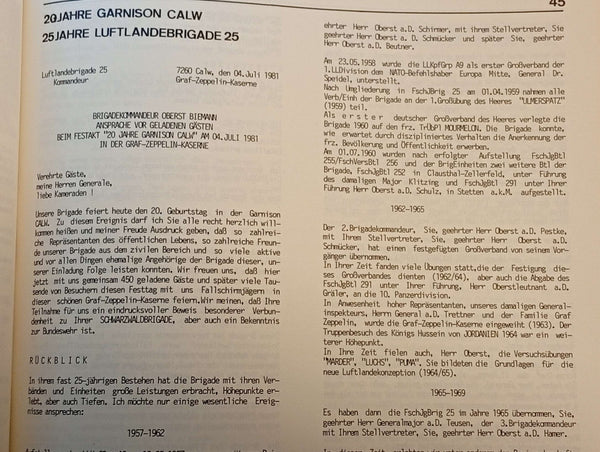 45
20JAHRE GARNISON CALW
25JAHRE LUFTLANDEBRIGADE 25
Luftlandebrigade 25
Kommandeur
7260 Calw, den 04.Juli 1981
Graf-Zeppelin-Kaserne
BRIGADEKOMMANDEUR OBERST BIEMANN
ANSPRACHE VOR GELADENEN GÄSTEN
BEIM FESTAKT "20 JAHRE GARNISON CALW" AM 04.JULI 1981
IN DER GRAF-ZEPPELIN-KASERNE
Verehrte Gäste,
meine Herren Generale,
liebe Kameraden !
Unsere Brigade feiert heute den 20. Geburtstag in der Garnison
CALW. Zu diesem Ereignis darf ich Sie alle recht herzlich will-
kommen heißen und meiner Freude Ausdruck geben, daß so zahlrei-
che Repräsentanten des öffentlichen Lebens, so zahlreiche Freun-
de unserer Brigade aus dem zivilen Bereich und so viele aktive
und vor allen Dingen ehemalige Angehörige der Brigade dieser, un-
serer Einladung Folge leisten konnten. Wir freuen uns, daß hier
jetzt mit uns gemeinsam 450 geladene Gäste und später viele Tau-
sende von Besuchern diesen Festtag mit uns Fallschirmjägern in
dieser schönen Graf-Zeppelin-Kaserne feiern.Wir meinen, daß Ihre
Teilnahme für uns ein eindrucksvoller Beweis besonderer Verbun-
denheit zu Ihrer SCHWARZWALDBRIGADE, aber auch ein Bekenntnis
zur Bundeswehr ist.
RÜCKBLICK
In ihrem fast 25-jährigen Bestehen hat die Brigade mit ihren Ver-
bänden und Einheiten große Leistungen erbracht, Höhepunkte er-
lebt, aber auch Tiefen. Ich möchte nur einige wesentliche Ereig-
nisse ansprechen:
1957-1962
ehrter Herr Oberst a.D. Schirmer, mit ihrem Stellvertreter, Sie
geehrter Herr Oberst a.D. Schmücker und später Sie, geehrter
Herr Oberst a.D. Beutner.
Am 23.05.1958 wurde die LLKpfGrp A9 als erster Großverband der
1.LLDivision dem NATO-Befehlshaber Europa Mitte, General Dr.
Speidel, unterstellt.
Nach Umgliederung in FschJBrig 25 am 01.04.1959 nahmen alle
Verb/Einh der Brigade an der 1.Großübung des Heeres "ULMERSPATZ"
(1959) teil.
Als erster deutscher Großverband des Heeres verlegte die
Brigade 1960 auf den frz. TrÜbPl MOURMELON. Die Brigade konnte,
wie erwartet durch diszipliniertes Verhalten die Anerkennung der
frz. Bevölkerung und Öffentlichkeit erwerben.
Am 01.07.1960 wurden nach erfolgter Aufstellung FschJgBtl
255/FschVersBtl 256 und der BrigEinheiten zwei weitere Btl der
Brigade, FschJgBtl 252 in Clausthal-Zellerfeld, unter Führung
des damaligen Major Klitzing und FschJgBtl 291 unter Ihrer
Führung Herr Oberst a.D. Schulz, in Stetten a.k.M. aufgestellt.
1962-1965
Der 2.Brigadekommandeur, Sie, geehrter Oberst a.D. Pestke,
mit Ihrem Stellvertreter, Sie, geehrter Herr Oberst a.D.
Schmücker, hat einen festgefügten Großverband von seinem Vor-
gänger übernommen.
In Ihrer Zeit fanden viele Übungen statt,die der Festigung die-
ses Großverbandes dienten (1962/64), aber auch die Abgabe des
FschJgBtl 291 unter Ihrer Führung, Herr Oberstleutnant a.D.
Gräler, an die 10. Panzerdivision.
In Anwesenheit hoher Repräsentanten, unseres damaligen General-
inspekteurs, Herrn General a.D. Trettner und der Familie Graf
Zeppelin, wurde die Graf-Zeppelin-Kaserne eingeweiht (1963). Der
Truppenbesuch des Königs Hussein von JORDANIEN 1964 war ein wei-
terer Höhepunkt.
In Ihre Zeit fielen auch, Herr Oberst, die Versuchsübungen
"MARDER", "LUCHS", "PUMA". Sie bildeten die Grundlagen für die
neue Luftlandekonzeption (1964/65).
1965-1969
Es haben dann die FschJgBrig 25 im Jahre 1965 übernommen, Sie,
geehrter Herr Generalmajor a.D. Teusen, der 3.Brigadekommandeur
mit Ihrem Stellvertreter, Sie, geehrter Herr Oberst a.D. Hamer.